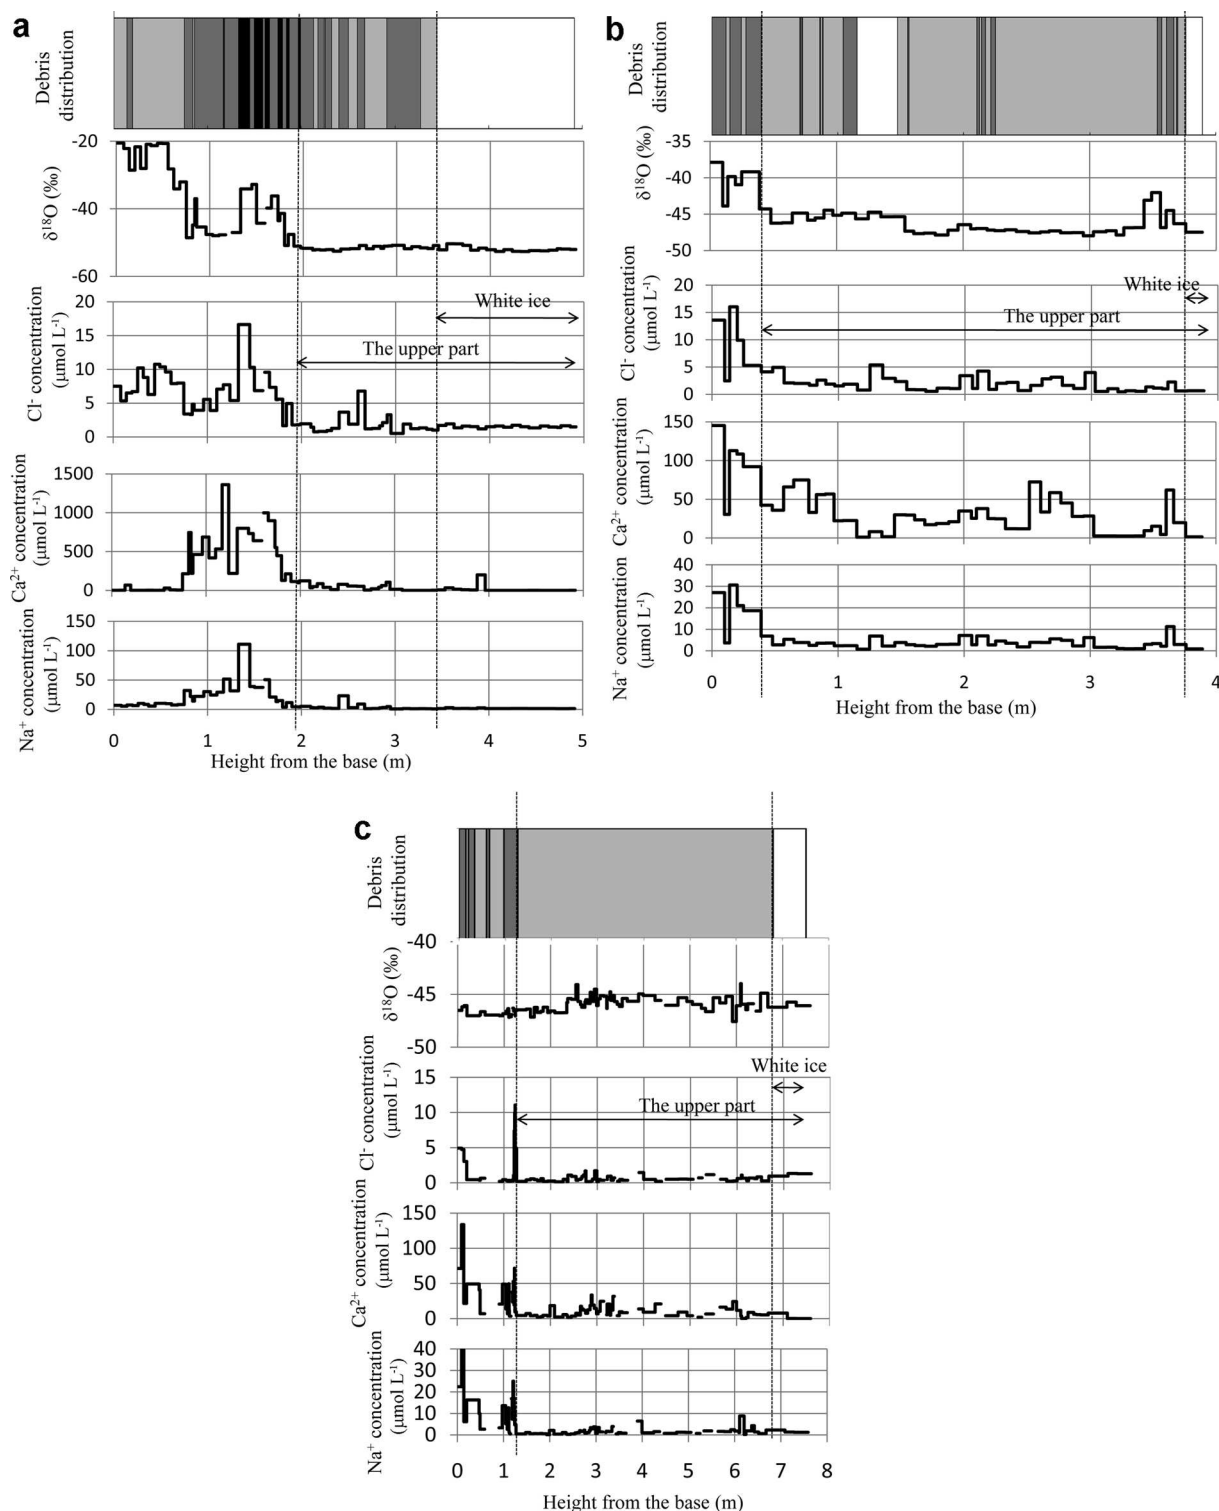 a
Debris
distribution
-20
-40
-60
δ¹⁸O (‰)
20
15
10
5
0
Cl⁻ concentration
(μmol L⁻¹)
White ice
The upper part
1500
1000
500
0
Ca²⁺ concentration
(μmol L⁻¹)
150
100
50
0
Na⁺ concentration
(μmol L⁻¹)
0 1 2 3 4 5
Height from the base (m)
b
Debris
distribution
-35
-40
-45
-50
δ¹⁸O (‰)
20
15
10
5
0
Cl⁻ concentration
(μmol L⁻¹)
White ice
The upper part
150
100
50
0
Ca²⁺ concentration
(μmol L⁻¹)
40
30
20
10
0
Na⁺ concentration
(μmol L⁻¹)
0 1 2 3 4
Height from the base (m)
c
Debris
distribution
-40
-45
-50
δ¹⁸O (‰)
15
10
5
0
Cl⁻ concentration
(μmol L⁻¹)
White ice
The upper part
150
100
50
0
Ca²⁺ concentration
(μmol L⁻¹)
40
30
20
10
0
Na⁺ concentration
(μmol L⁻¹)
0 1 2 3 4 5 6 7 8
Height from the base (m)